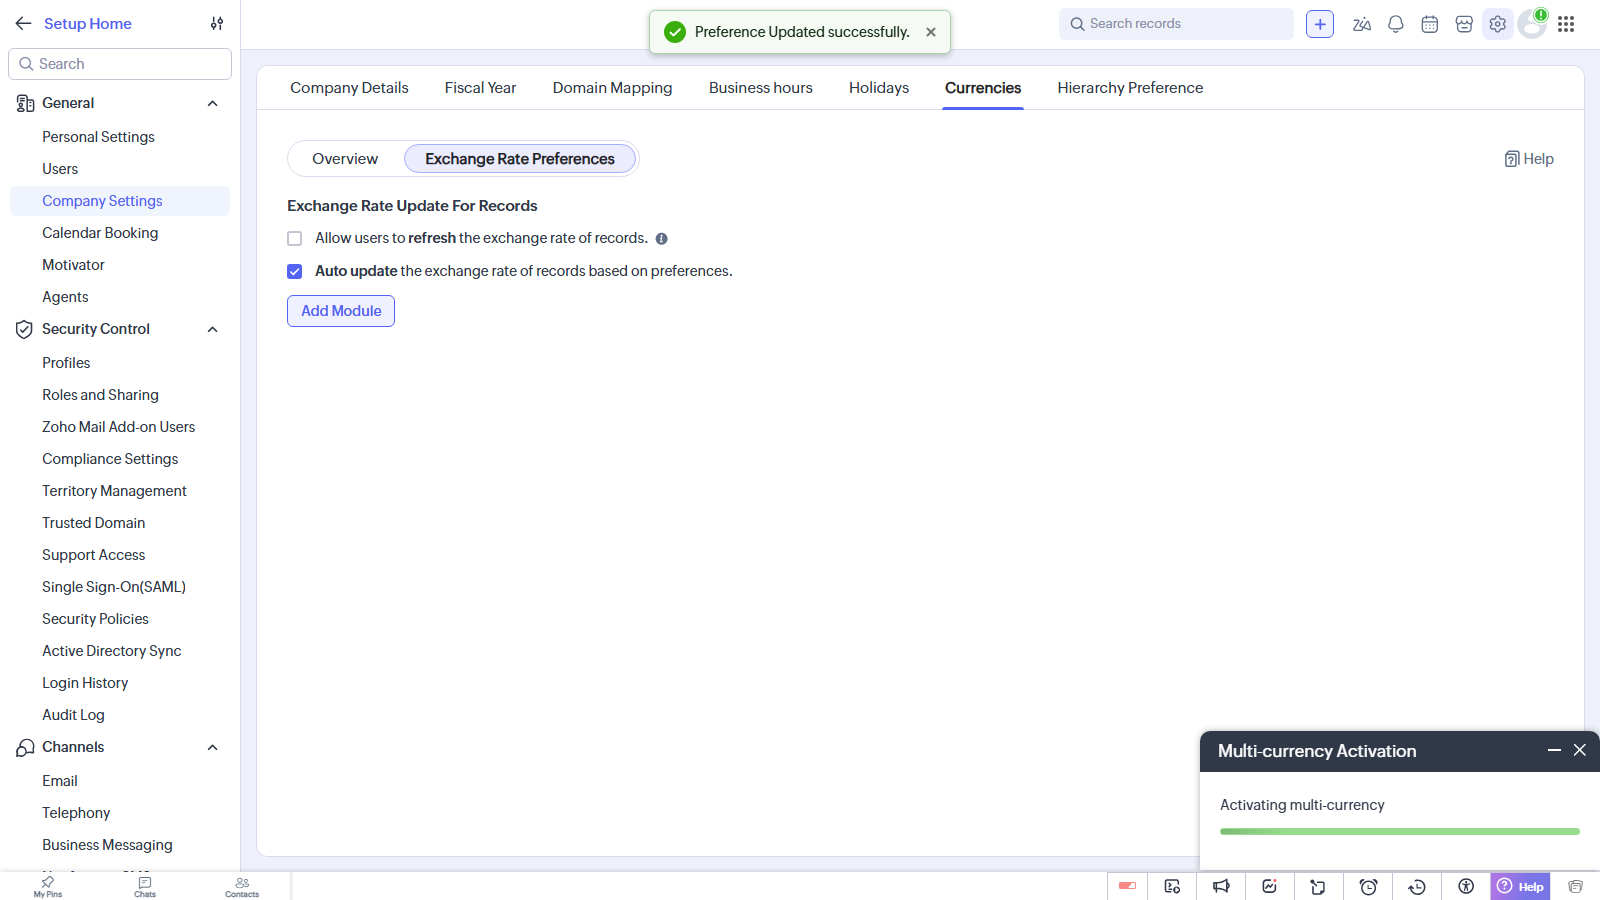 Setup Home
Search
General
Personal Settings
Users
Company Settings
Calendar Booking
Motivator
Agents
Security Control
Profiles
Roles and Sharing
Zoho Mail Add-on Users
Compliance Settings
Territory Management
Trusted Domain
Support Access
Single Sign-On(SAML)
Security Policies
Active Directory Sync
Login History
Audit Log
Channels
Email
Telephony
Business Messaging
My Pins
Chats
Contacts
Preference Updated successfully.
Search records
Company Details
Fiscal Year
Domain Mapping
Business hours
Holidays
Currencies
Hierarchy Preference
Overview
Exchange Rate Preferences
Help
Exchange Rate Update For Records
Allow users to refresh the exchange rate of records.
Auto update the exchange rate of records based on preferences.
Add Module
Multi-currency Activation
Activating multi-currency
Help